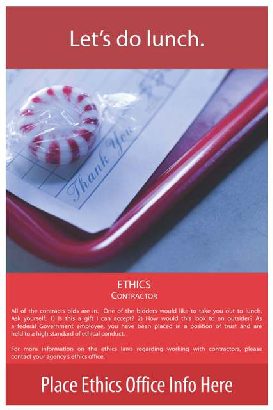 Let's do lunch.
Thank You
ETHICS
CONTRACTOR
All of the contracts bids are in. One of the bidders would like to take you out to lunch.
Ask yourself, 1) Is this a gift I can accept? 2) How would this look to an outsider? As
a federal Government employee, you have been placed in a position of trust and are
held to a high standard of ethical conduct.
For more information on the ethics laws regarding working with contractors, please
contact your agency's ethics office.
Place Ethics Office Info Here